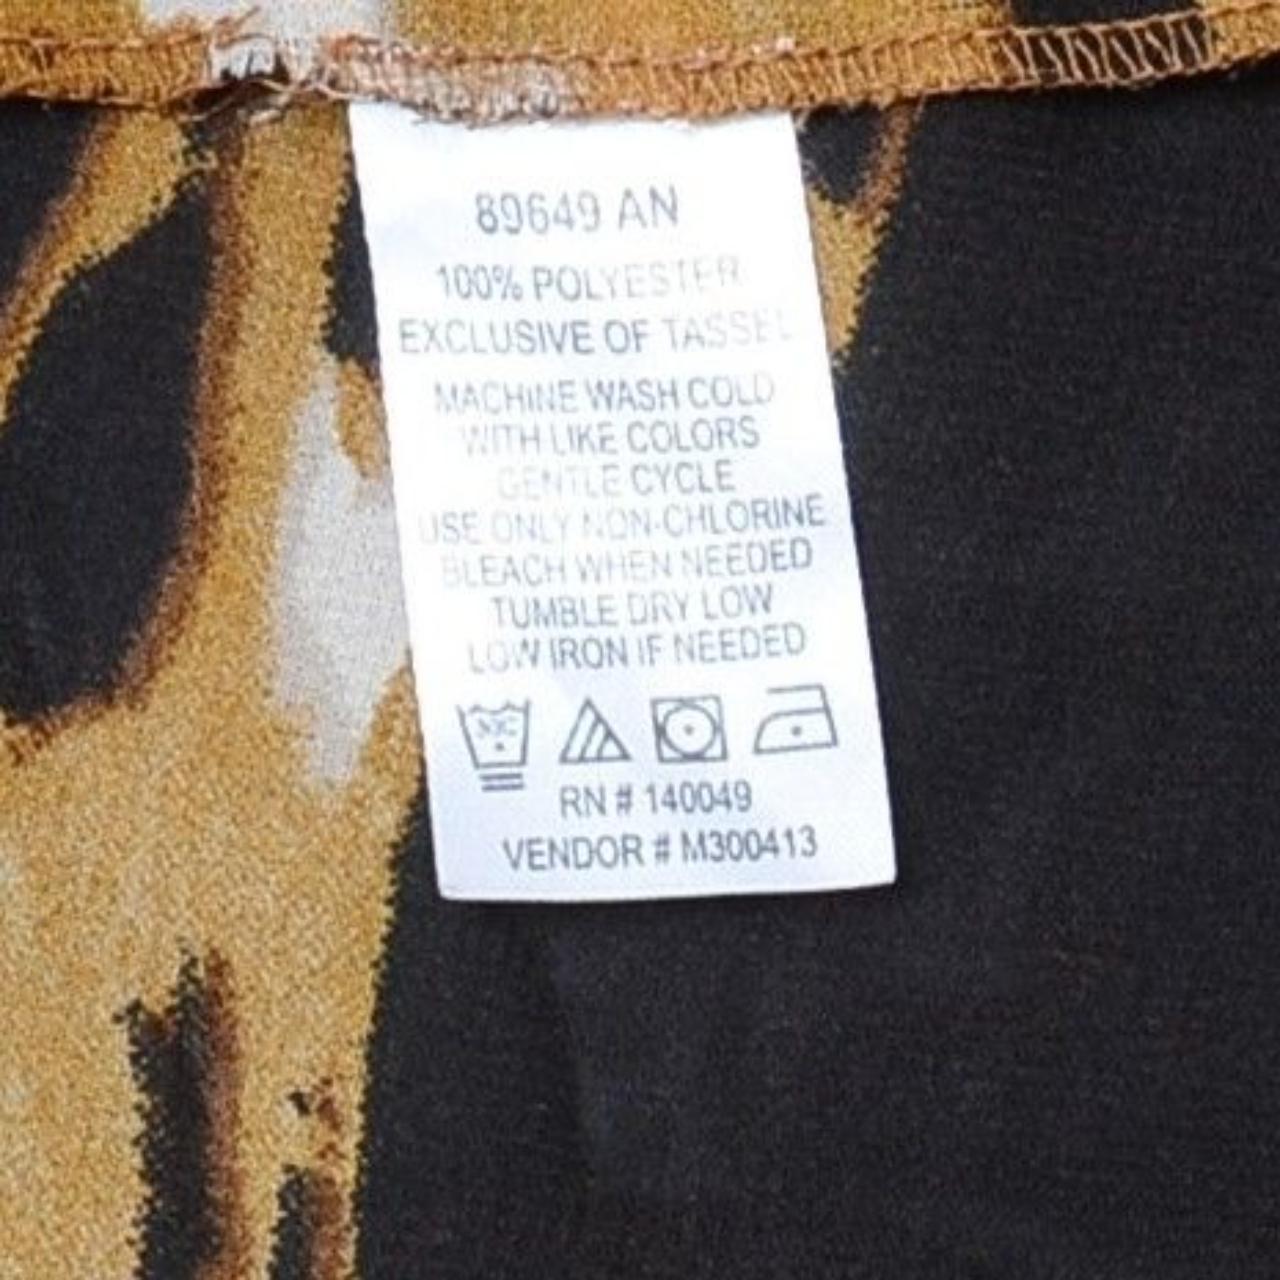 89649 AN
100% POLYESTER
EXCLUSIVE OF TASSEL
MACHINE WASH COLD
WITH LIKE COLORS
GENTLE CYCLE
USE ONLY NON-CHLORINE
BLEACH WHEN NEEDED
TUMBLE DRY LOW
LOW IRON IF NEEDED
RN # 140049
VENDOR # M300413